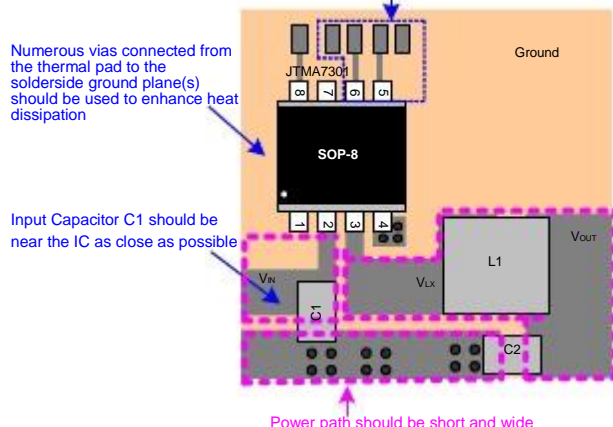 Numerous vias connected from
the thermal pad to the
solderside ground plane(s)
should be used to enhance heat
dissipation
Ground
JTMA7301
8
7
6
5
SOP-8
1
2
3
4
Input Capacitor C1 should be
near the IC as close as possible
VIN
C1
VLX
L1
VOUT
C2
Power path should be short and wide